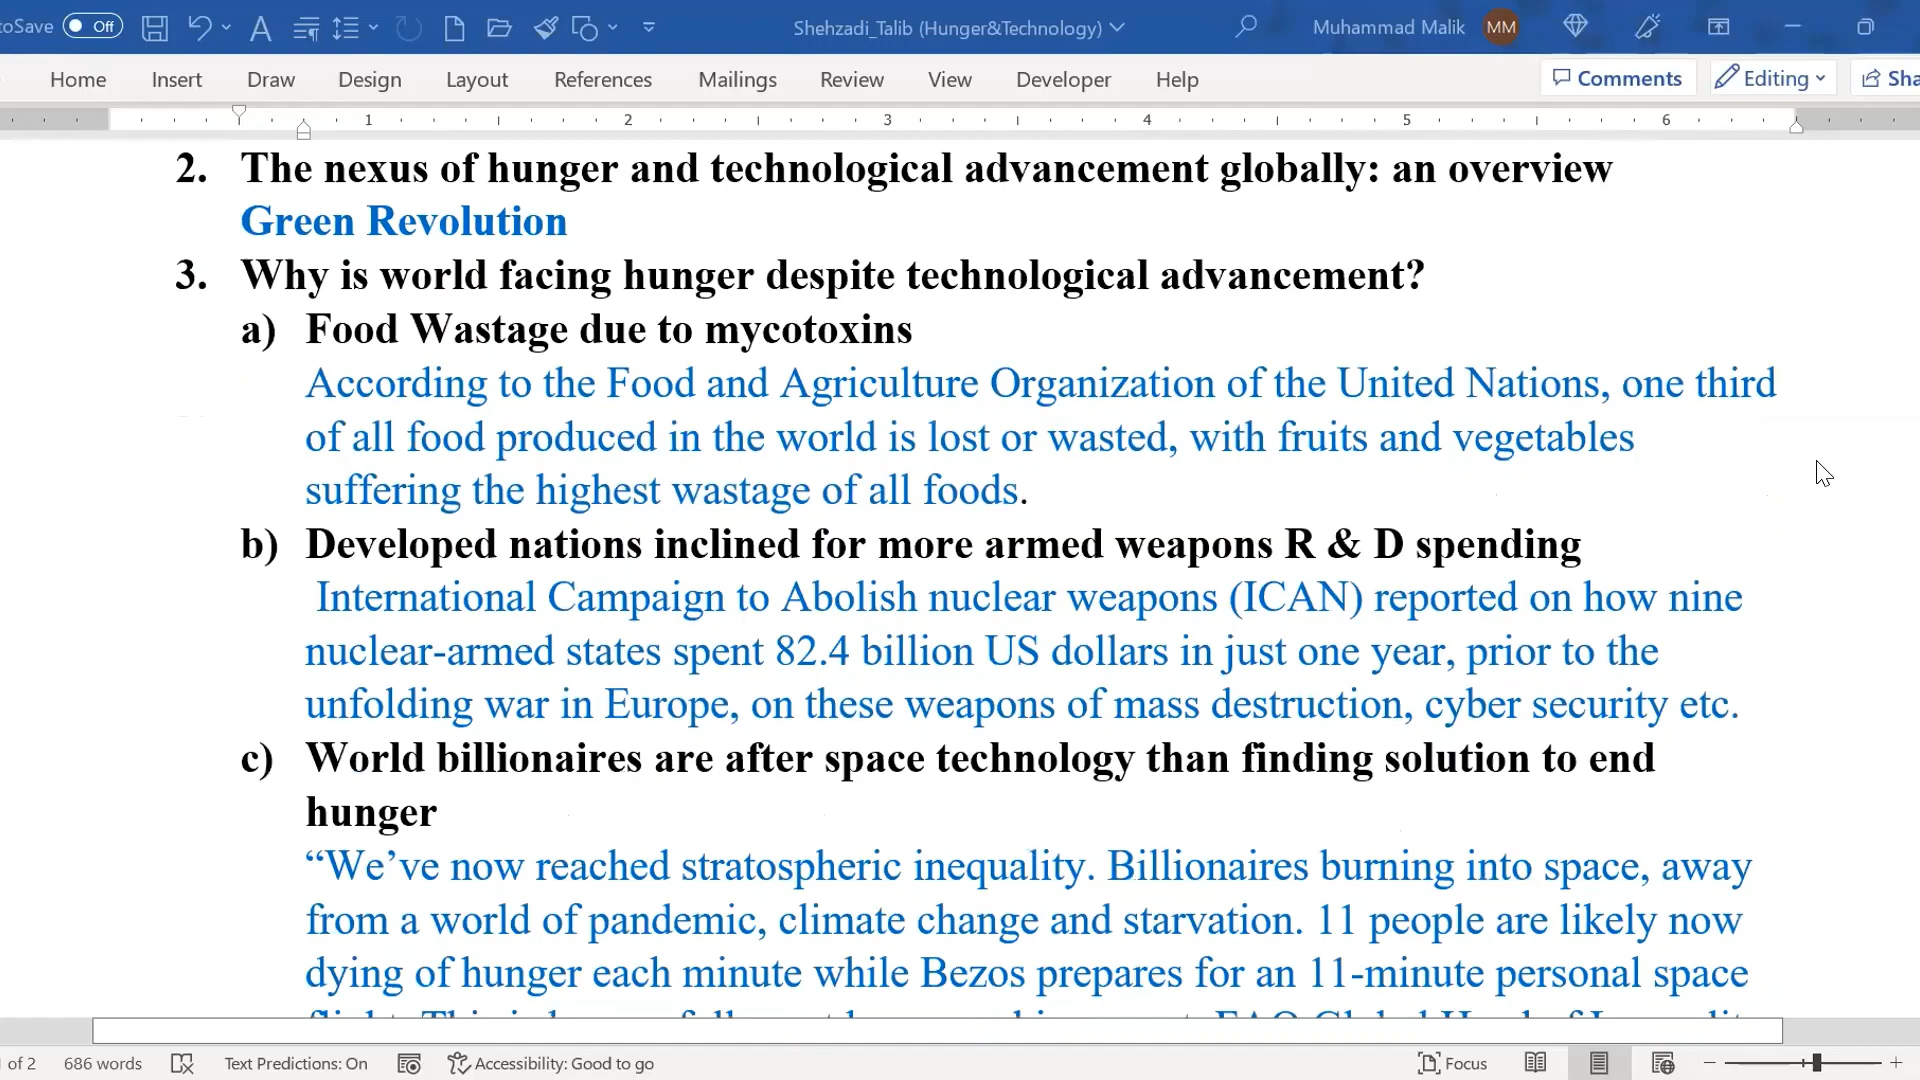 oSave Off Shehzadi_Talib (Hunger&Technology) Muhammad Malik MM
Home Insert Draw Design Layout References Mailings Review View Developer Help Comments Editing Sha
1 2 3 4 5 6
2. The nexus of hunger and technological advancement globally: an overview
Green Revolution
3. Why is world facing hunger despite technological advancement?
a) Food Wastage due to mycotoxins
According to the Food and Agriculture Organization of the United Nations, one third
of all food produced in the world is lost or wasted, with fruits and vegetables
suffering the highest wastage of all foods.
b) Developed nations inclined for more armed weapons R & D spending
International Campaign to Abolish nuclear weapons (ICAN) reported on how nine
nuclear-armed states spent 82.4 billion US dollars in just one year, prior to the
unfolding war in Europe, on these weapons of mass destruction, cyber security etc.
c) World billionaires are after space technology than finding solution to end
hunger
“We’ve now reached stratospheric inequality. Billionaires burning into space, away
from a world of pandemic, climate change and starvation. 11 people are likely now
dying of hunger each minute while Bezos prepares for an 11-minute personal space
of 2 686 words Text Predictions: On Accessibility: Good to go Focus